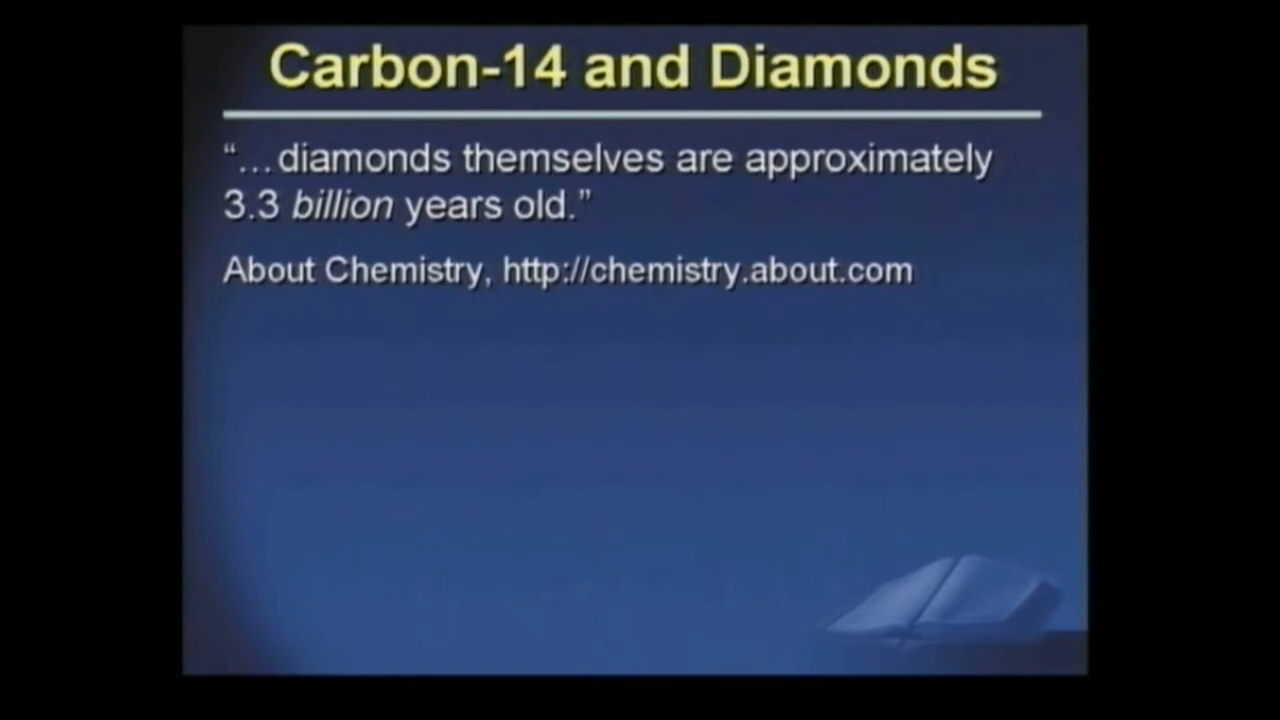 Carbon-14 and Diamonds
“…diamonds themselves are approximately
3.3 billion years old.”
About Chemistry, http://chemistry.about.com